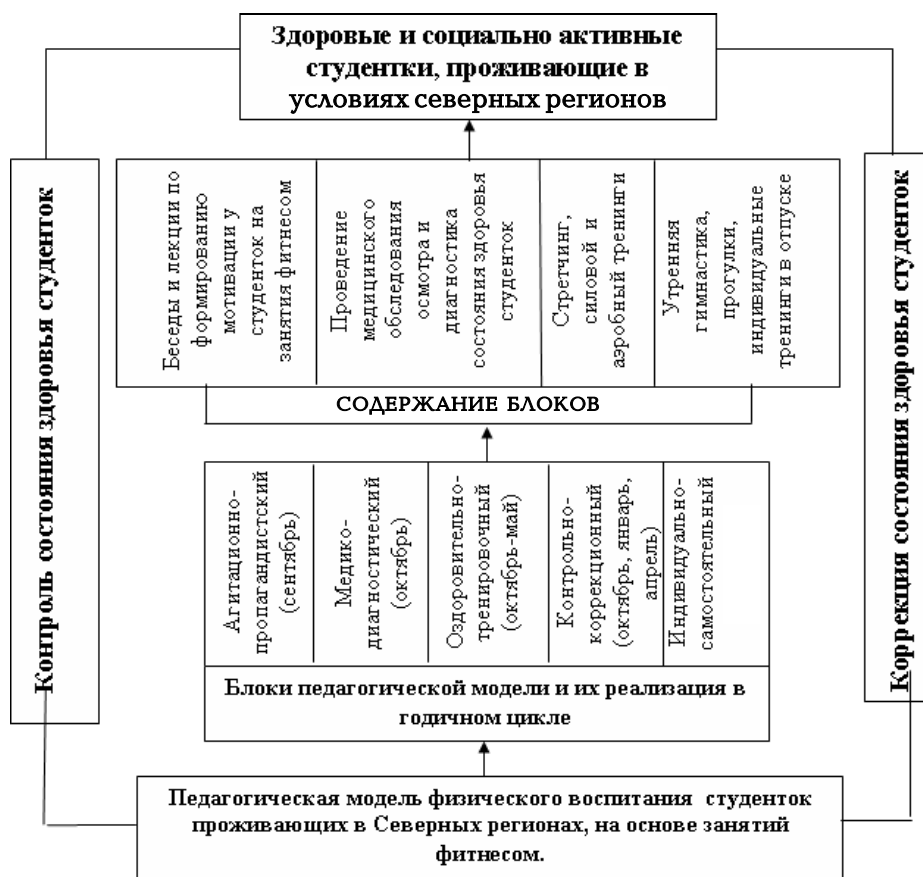 Здоровые и социально активные
студентки, проживающие в
условиях северных регионов
Контроль состояния здоровья студенток
Беседы и лекции по
формированию
мотивации у
студенток на
занятия фитнесом
Проведение
медицинского
обследования
осмотра и
диагностика
состояния здоровья
студенток
Стретчинг,
силовой и
аэробный тренинги
Утренняя
гимнастика,
прогулки,
индивидуальные
тренинги в отпуске
Коррекция состояния здоровья студенток
СОДЕРЖАНИЕ БЛОКОВ
Агитационно-
пропагандистский
(сентябрь)
Медико-
диагностический
(октябрь)
Оздоровительно-
тренировочный
(октябрь-май)
Контрольно-
коррекционный
(октябрь, январь,
апрель)
Индивидуально-
самостоятельный
Блоки педагогической модели и их реализация в
годичном цикле
Педагогическая модель физического воспитания студенток
проживающих в Северных регионах, на основе занятий
фитнесом.